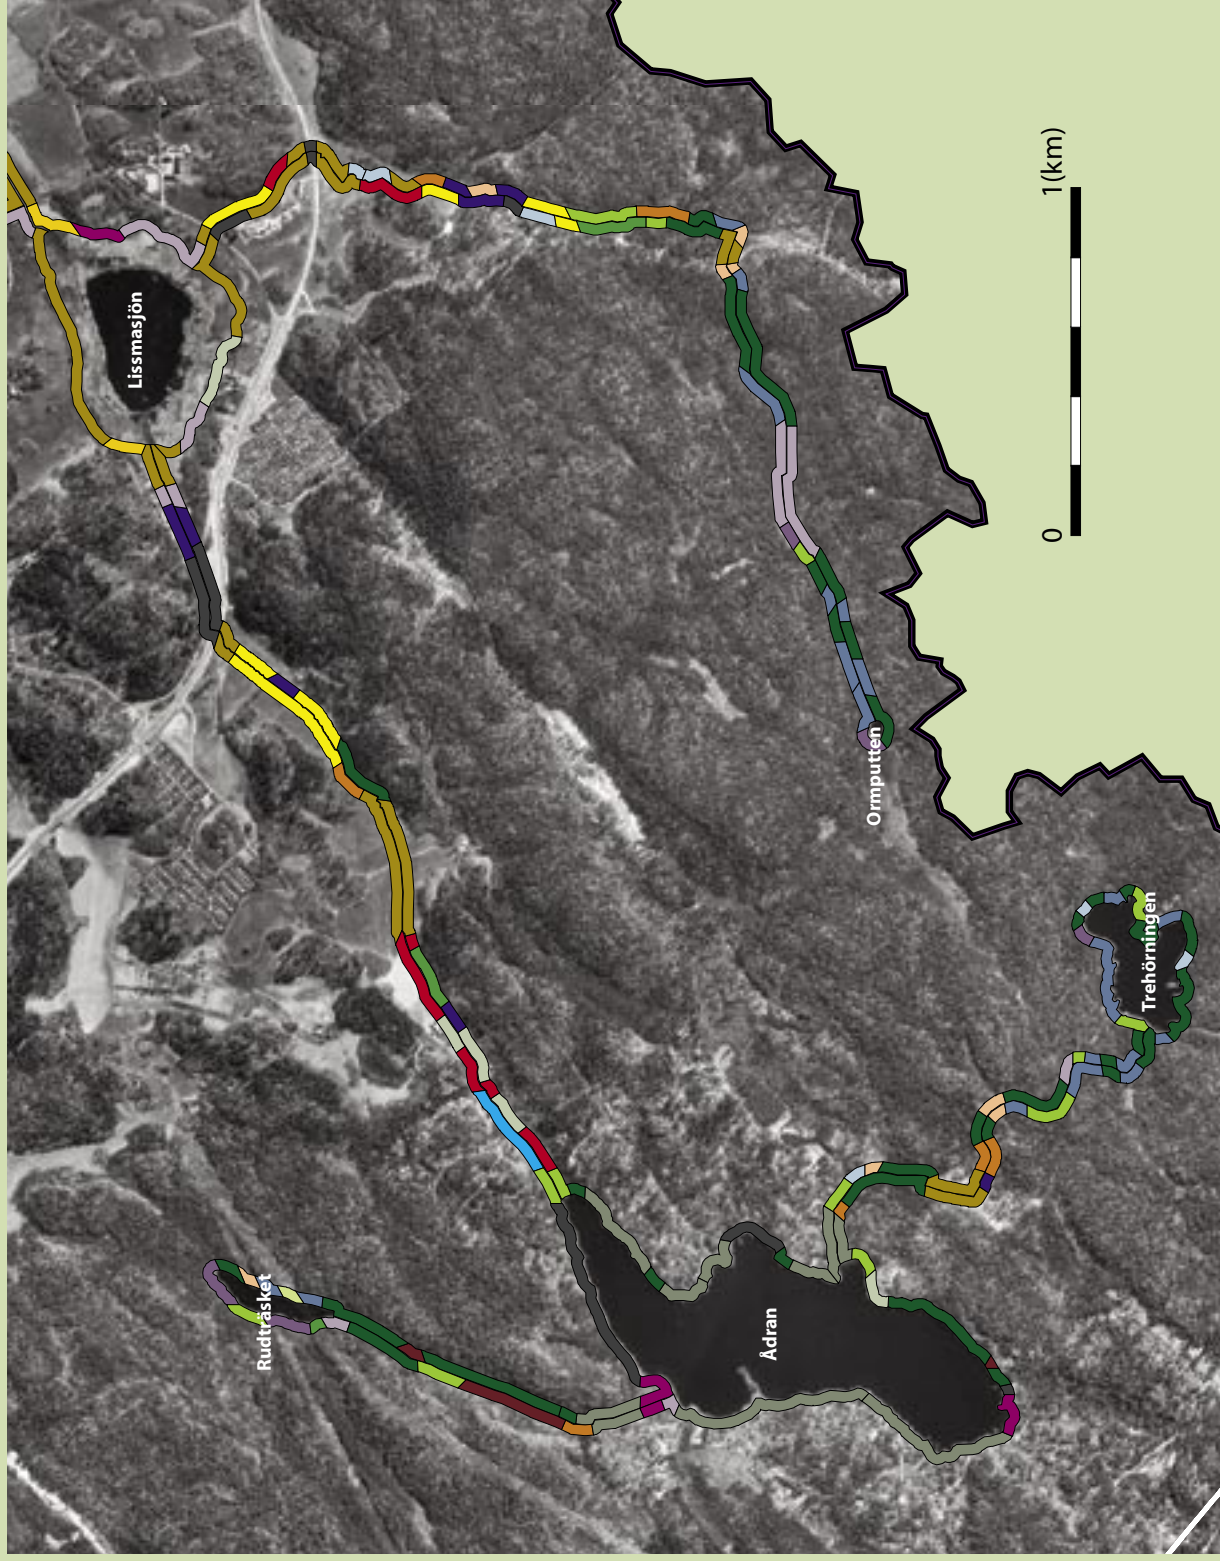 Lissmasjön
1(km)
0
Ormputten
Trehörningen
Rudträsket
Ådran